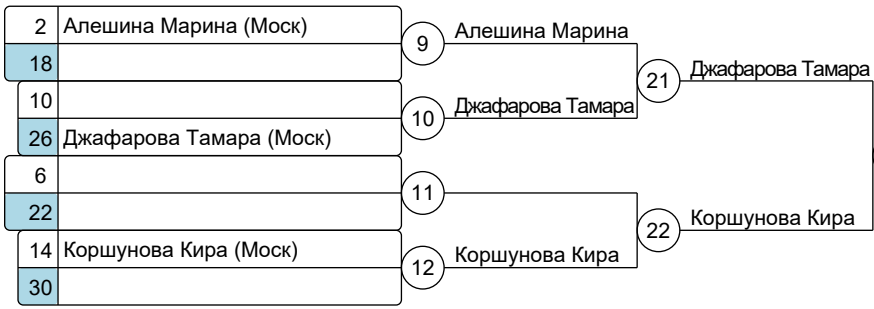 2 Алешина Марина (Моск)
18
9 Алешина Марина
10
26 Джафарова Тамара (Моск)
10 Джафарова Тамара
21 Джафарова Тамара
6
22
11
14 Коршунова Кира (Моск)
30
12 Коршунова Кира
22 Коршунова Кира